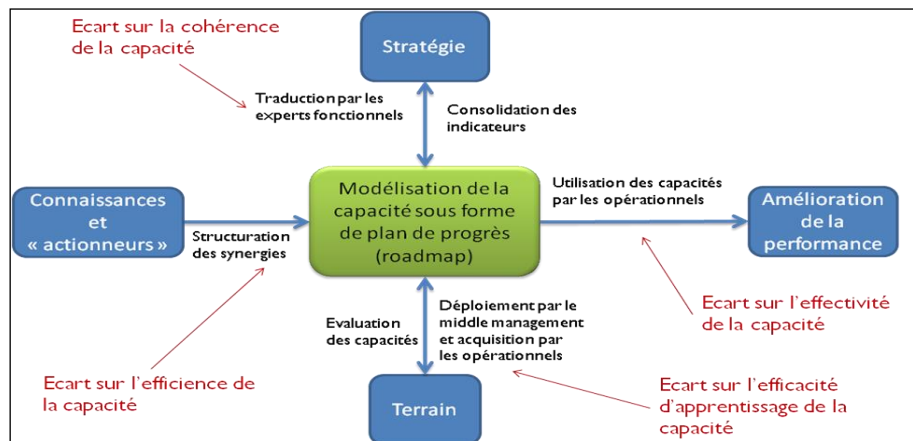 Ecart sur la cohérence
de la capacité
Stratégie
Traduction par les
experts fonctionnels
Consolidation des
indicateurs
Connaissances
et
« actionneurs »
Structuration
des synergies
Modélisation de la
capacité sous forme
de plan de progrès
(roadmap)
Utilisation des capacités
par les opérationnels
Amélioration
de la
performance
Evaluation
des capacités
Déploiement par le
middle management
et acquisition par
les opérationnels
Ecart sur l'effectivité
de la capacité
Ecart sur l'efficience de
la capacité
Terrain
Ecart sur l'efficacité
d'apprentissage de la
capacité